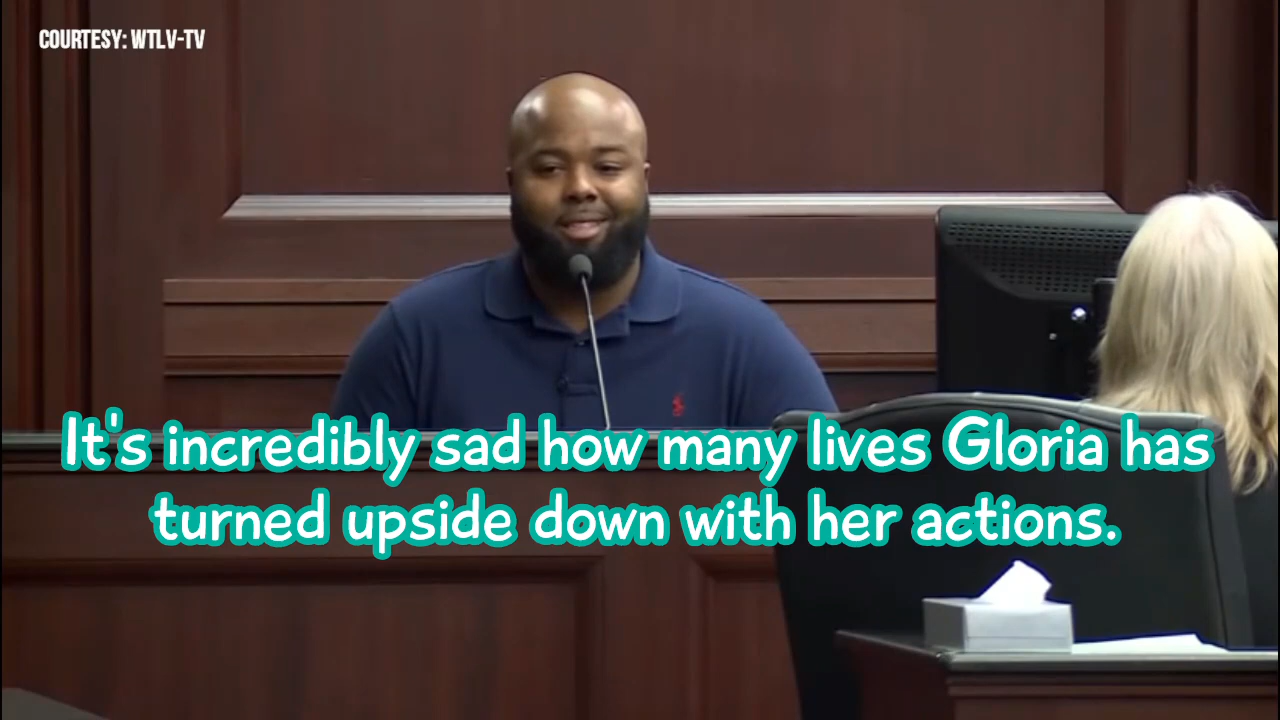 COURTESY: WTLV-TV
It's incredibly sad how many lives Gloria has
turned upside down with her actions.